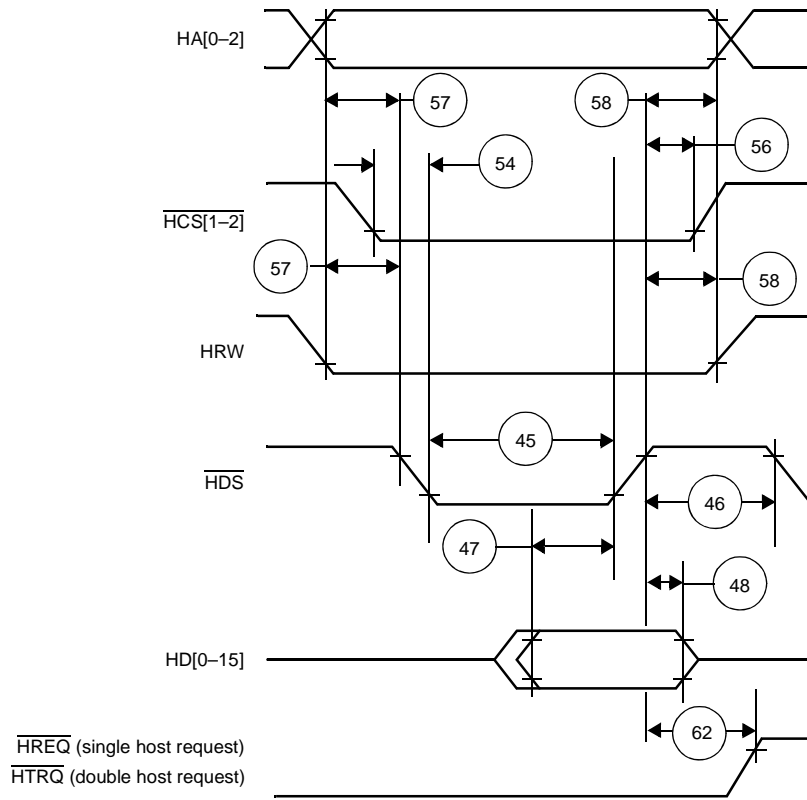 HA[0–2]
57
58
56
54
HCS[1–2]
57
58
HRW
45
HDS
46
47
48
HD[0–15]
62
HREQ (single host request)
HTRQ (double host request)